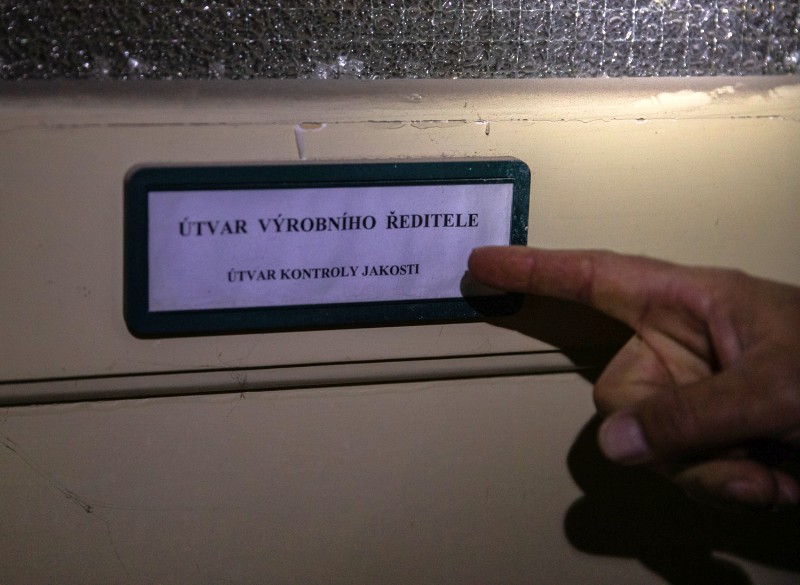 ÚTVAR VÝROBNÍHO ŘEDITELE
ÚTVAR KONTROLY JAKOSTI